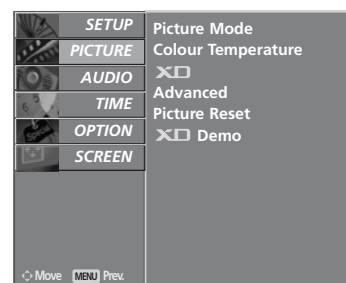 SETUP
PICTURE
AUDIO
TIME
OPTION
SCREEN
Picture Mode
Colour Temperature
XD
Advanced
Picture Reset
XD Demo
Move MENU Prev.